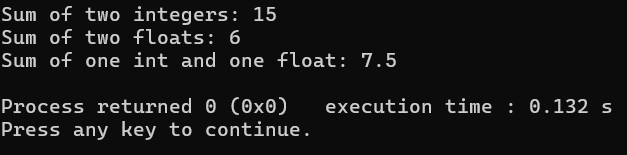 Sum of two integers: 15
Sum of two floats: 6
Sum of one int and one float: 7.5
Process returned 0 (0x0)   execution time : 0.132 s
Press any key to continue.